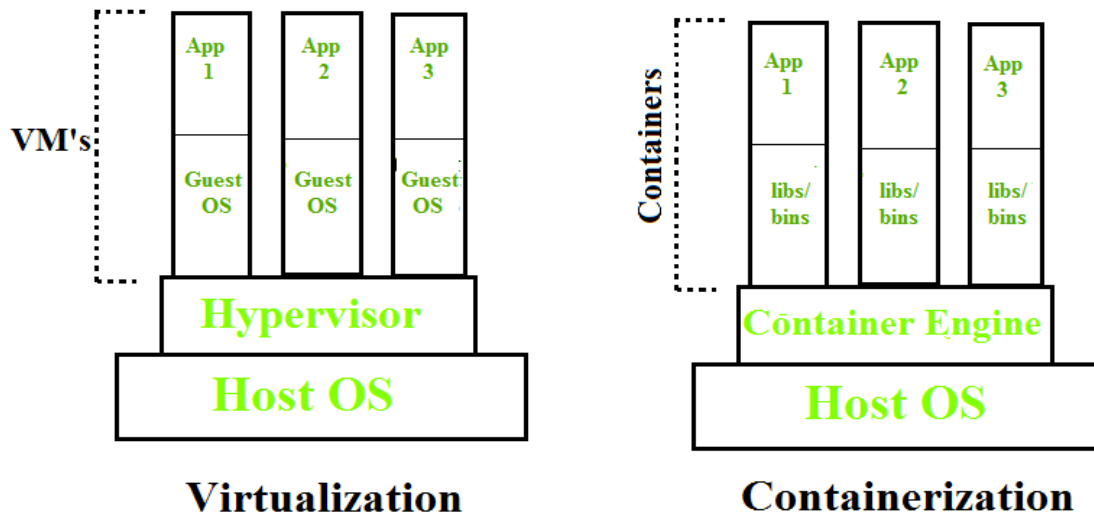 VM's
App
1
App
2
App
3
Guest
OS
Guest
OS
Guest
OS
Hypervisor
Host OS
Virtualization
Containers
App
1
App
2
App
3
libs/
bins
libs/
bins
libs/
bins
Container Engine
Host OS
Containerization